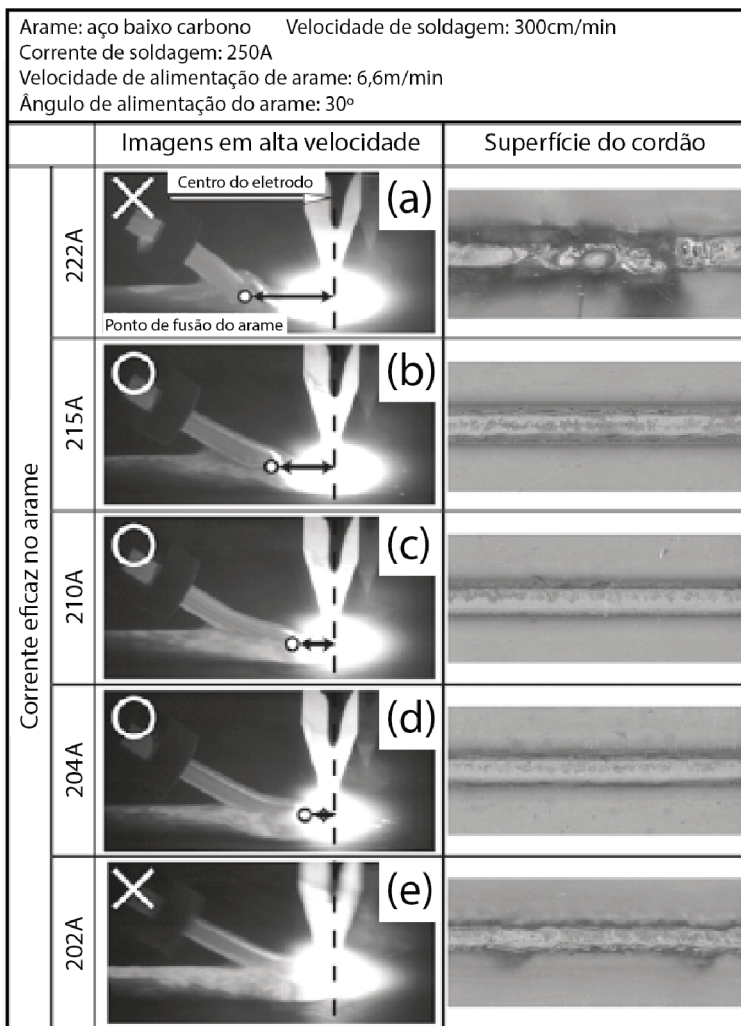 Arame: aço baixo carbono Velocidade de soldagem: 300cm/min
Corrente de soldagem: 250A
Velocidade de alimentação de arame: 6,6m/min
Ângulo de alimentação do arame: 30º
Imagens em alta velocidade Superfície do cordão
Corrente eficaz no arame
222A
Centro do eletrodo
(a)
Ponto de fusão do arame
215A
(b)
210A
(c)
204A
(d)
202A
(e)